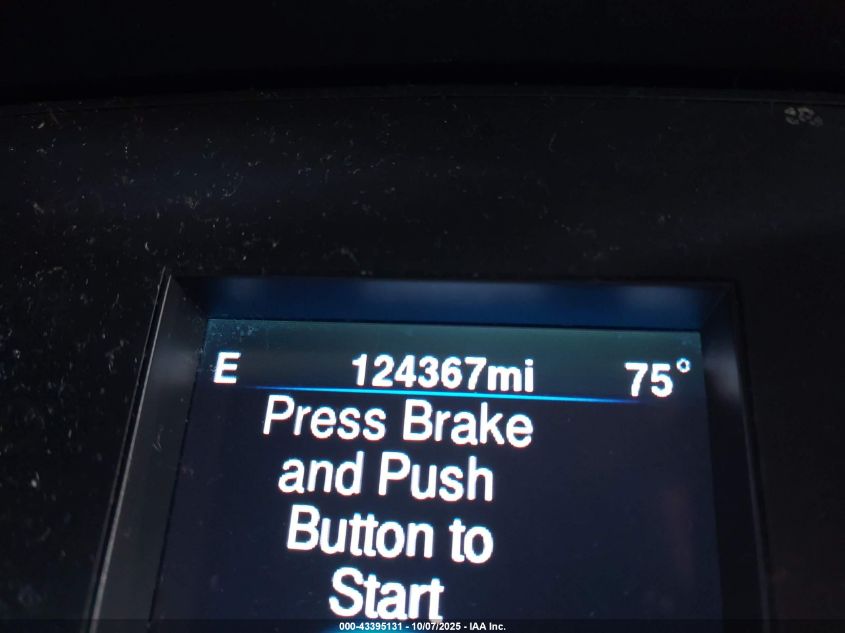 E 124367mi 75°
Press Brake
and Push
Button to
Start
000-43395131 - 10/07/2025 - IAA Inc.